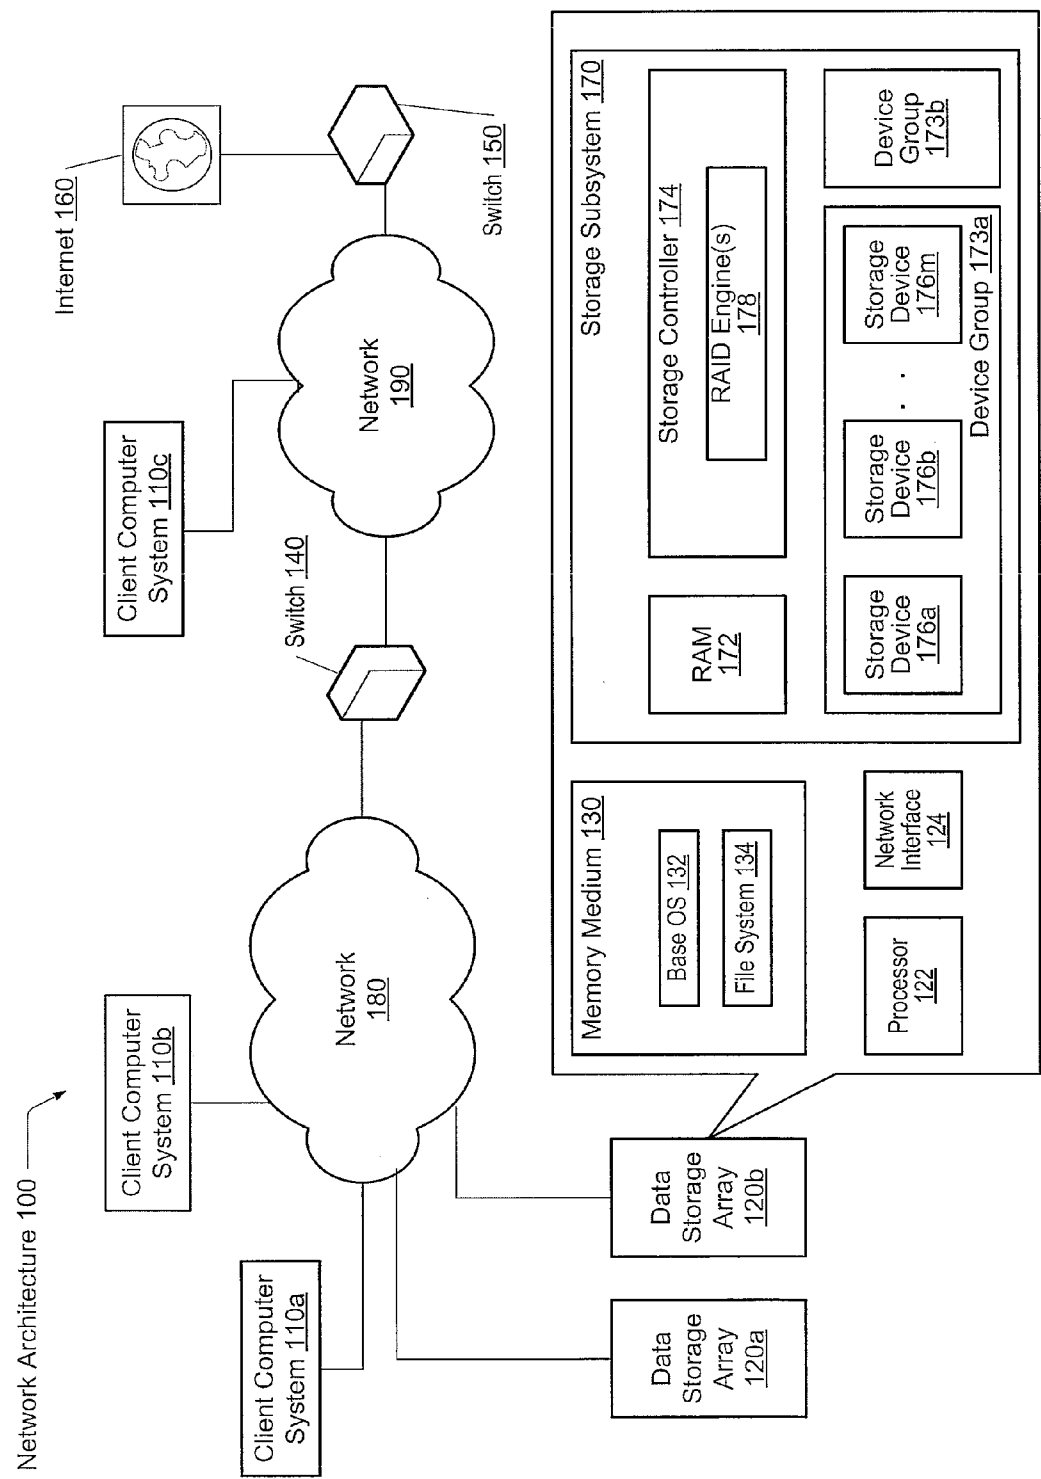 Network Architecture 100
Client Computer
System 110a
Client Computer
System 110b
Client Computer
System 110c
Internet 160
Switch 150
Network
180
Switch 140
Network
190
Data
Storage
Array
120a
Data
Storage
Array
120b
Memory Medium 130
Base OS 132
File System 134
Processor
122
Network
Interface
124
Storage Subsystem 170
RAM
172
Storage Controller 174
RAID Engine(s)
178
Storage
Device
176a
Storage
Device
176b
. . .
Storage
Device
176m
Device Group 173a
Device
Group
173b